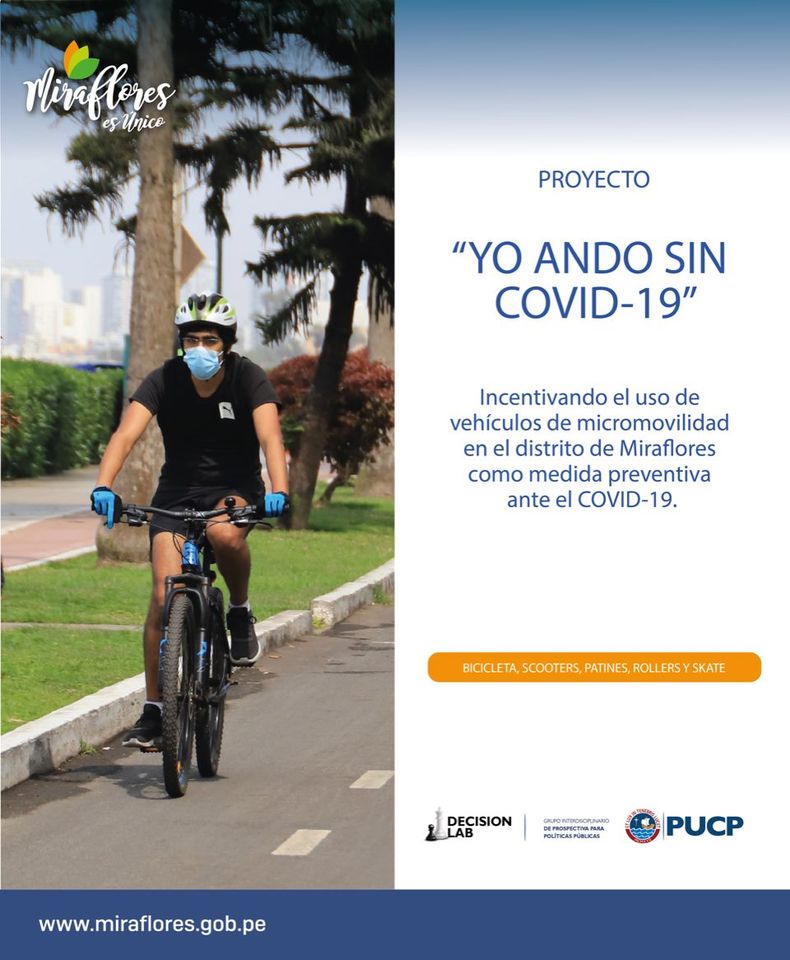 Miraflores
es Único
PROYECTO
“YO ANDO SIN
COVID-19”
Incentivando el uso de
vehículos de micromovilidad
en el distrito de Miraflores
como medida preventiva
ante el COVID-19.
BICICLETA, SCOOTERS, PATINES, ROLLERS Y SKATE
DECISION
LAB
GRUPO INTERDISCIPLINARIO
DE PROSPECTIVA PARA
POLÍTICAS PÚBLICAS
PUCP
www.miraflores.gob.pe